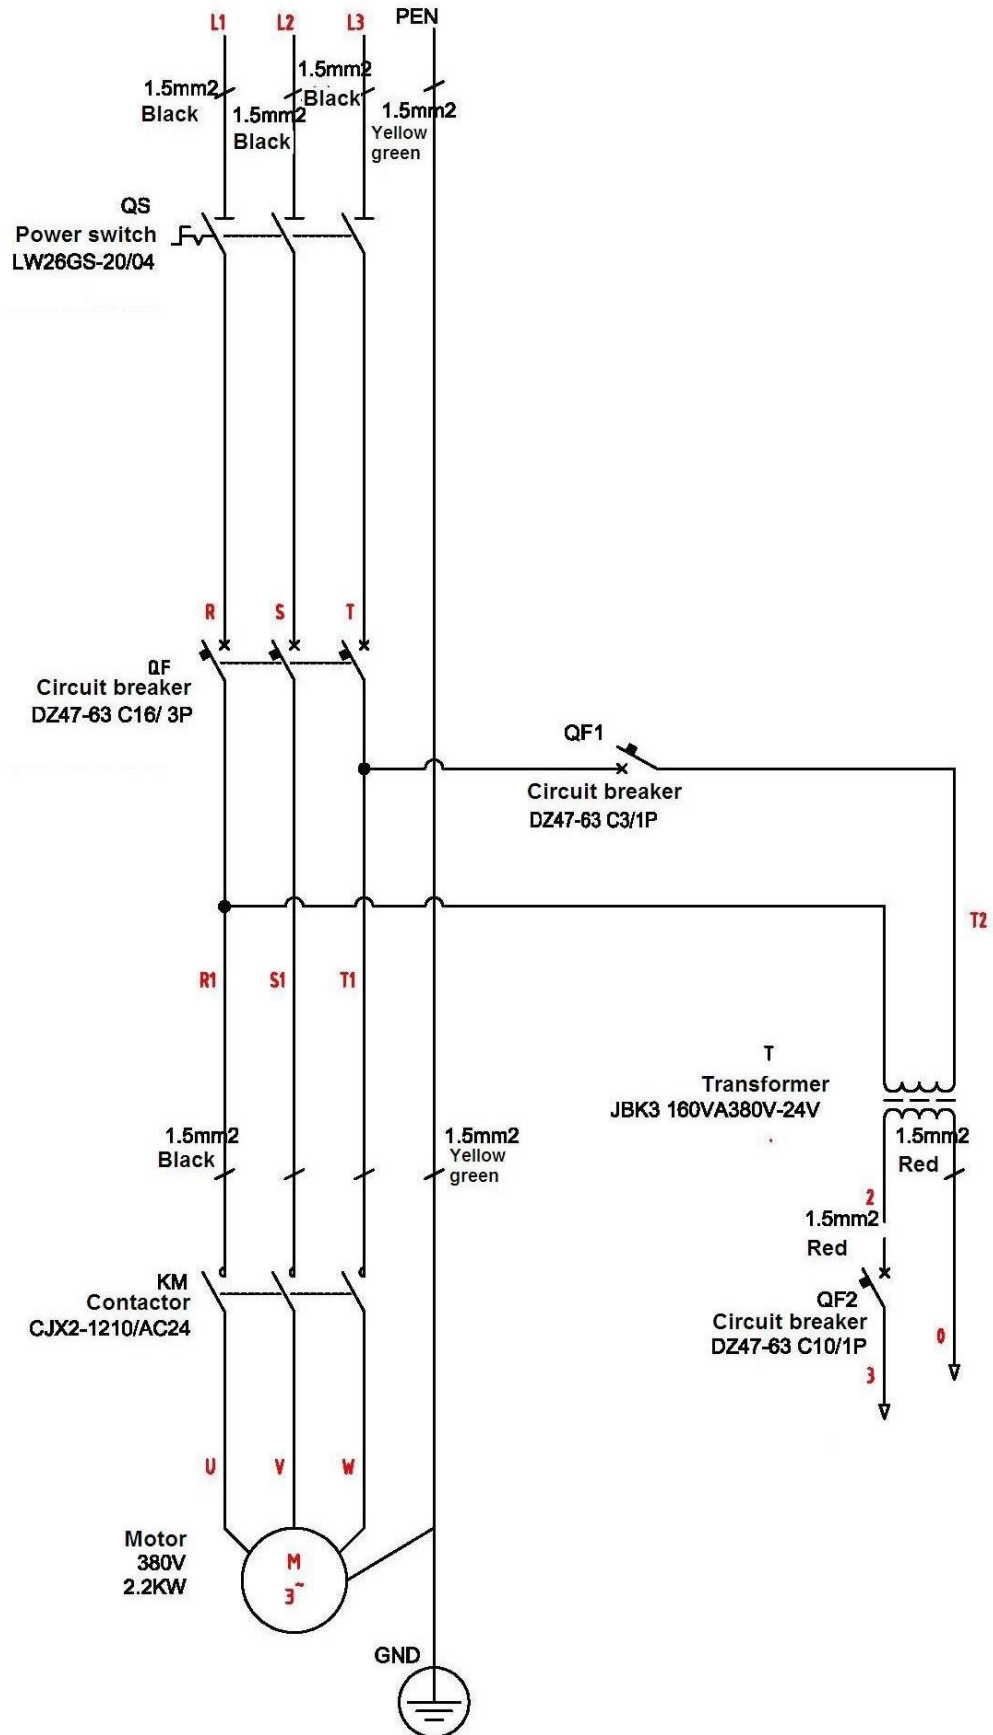 L1
L2
L3
PEN
1.5mm2
Black
1.5mm2
Black
1.5mm2
Black
1.5mm2
Yellow
green
QS
Power switch
LW26GS-20/04
R
S
T
QF
Circuit breaker
DZ47-63 C16/ 3P
QF1
Circuit breaker
DZ47-63 C3/1P
T2
R1
S1
T1
T
Transformer
JBK3 160VA380V-24V
1.5mm2
Black
1.5mm2
Yellow
green
1.5mm2
Red
2
1.5mm2
Red
KM
Contactor
CJX2-1210/AC24
QF2
Circuit breaker
DZ47-63 C10/1P
0
3
U
V
W
Motor
380V
2.2KW
M
3~
GND